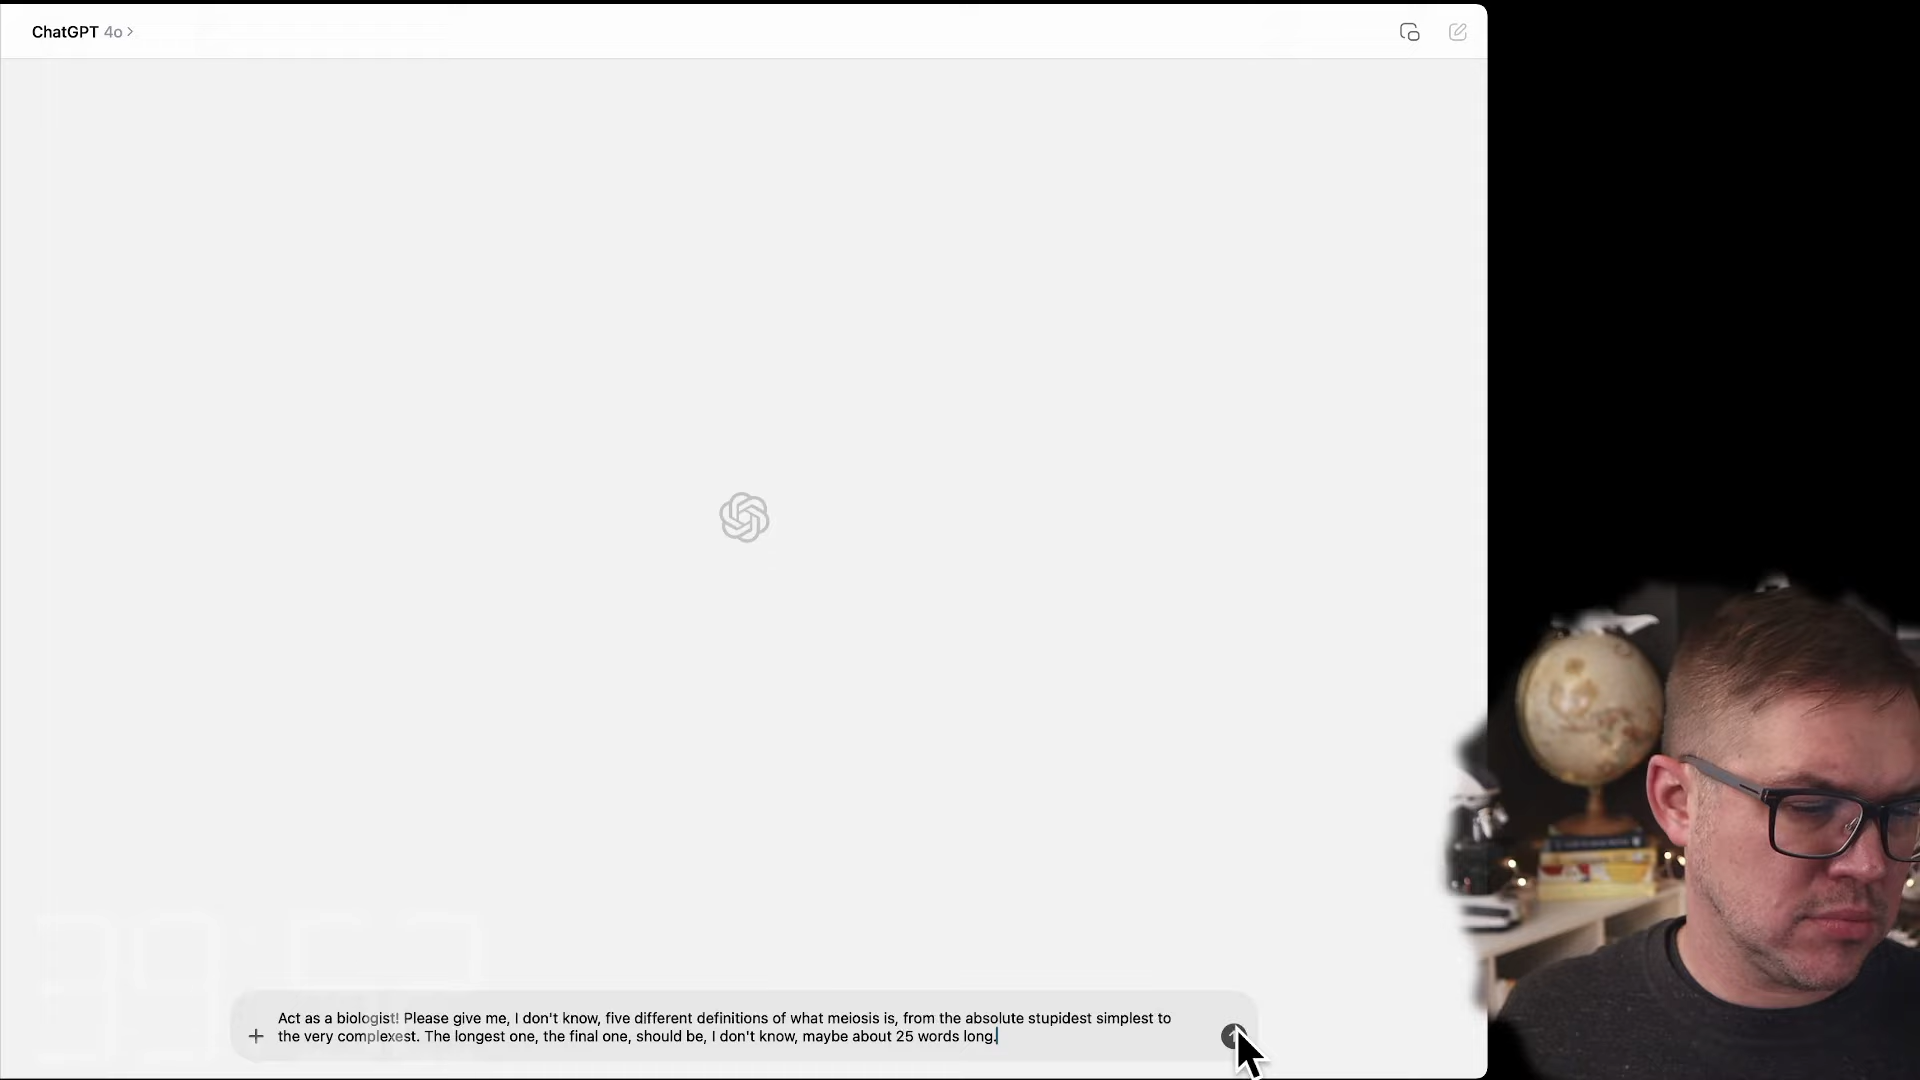 ChatGPT 4o >
Act as a biologist! Please give me, I don't know, five different definitions of what meiosis is, from the absolute stupidest simplest to
the very complexest. The longest one, the final one, should be, I don't know, maybe about 25 words long.